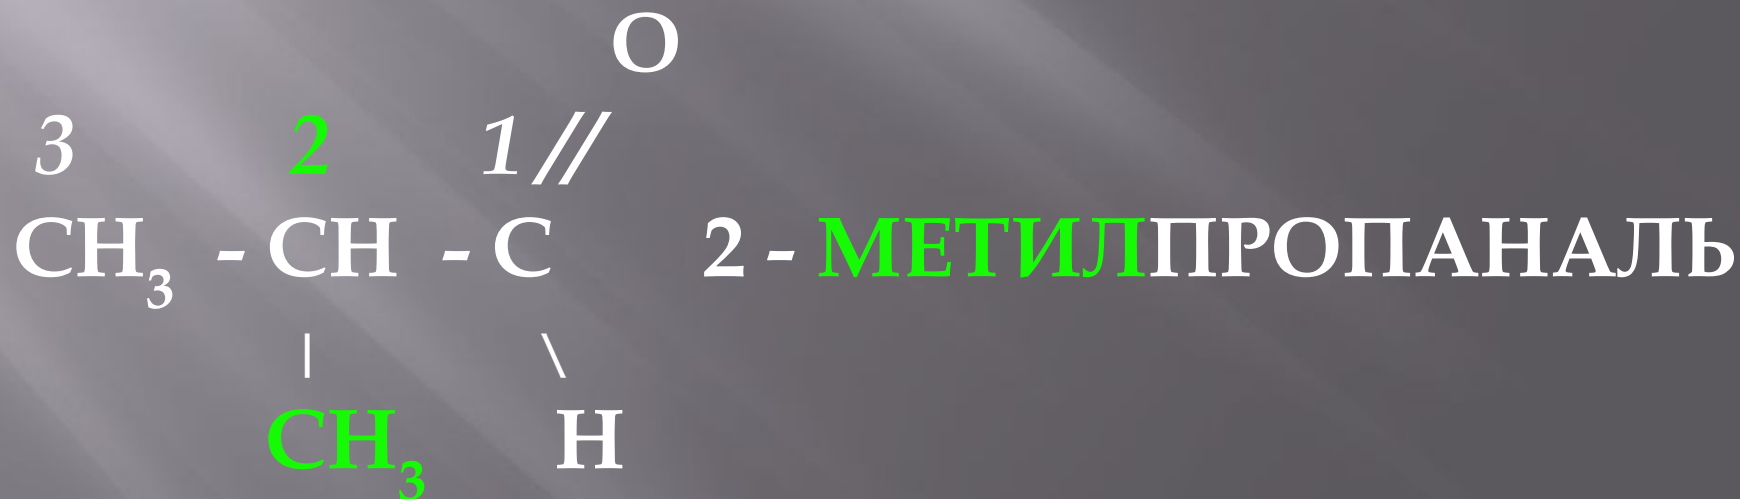 O
3 2 1 //
CH₃ - CH - C 2 - МЕТИЛПРОПАНАЛЬ
| \
CH₃ H